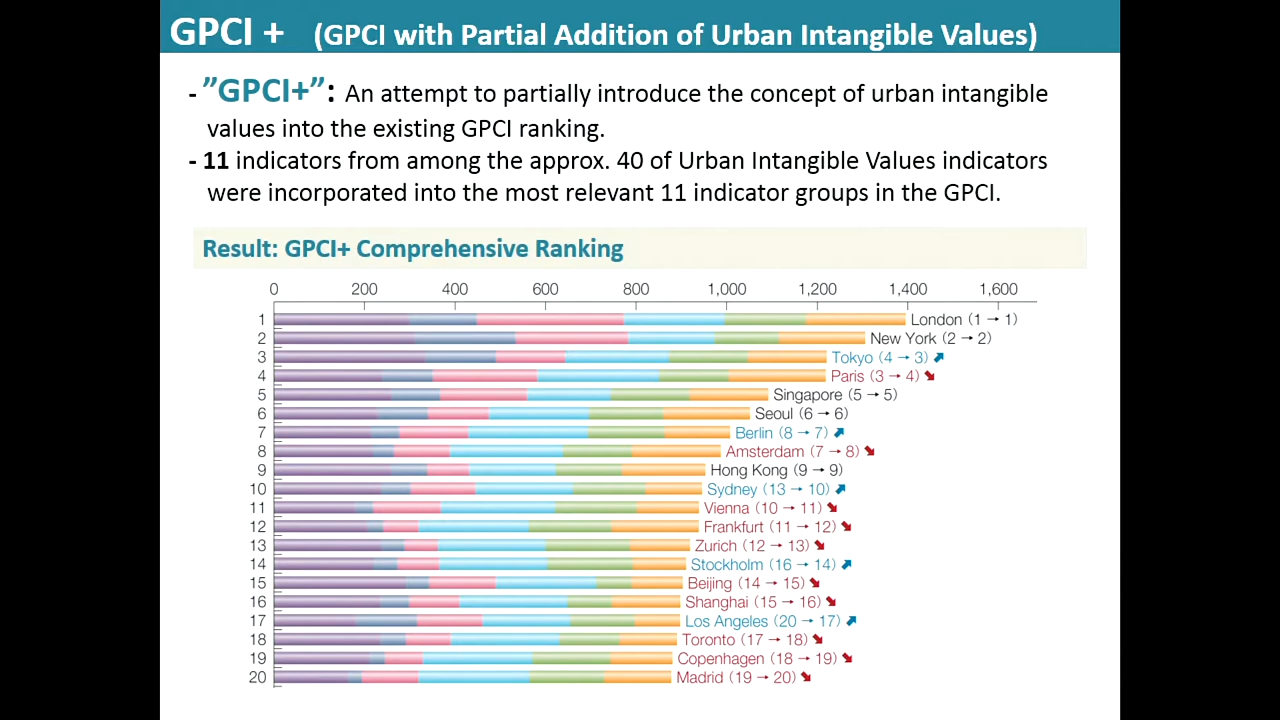 GPCI + (GPCI with Partial Addition of Urban Intangible Values)
- ”GPCI+”: An attempt to partially introduce the concept of urban intangible
values into the existing GPCI ranking.
- 11 indicators from among the approx. 40 of Urban Intangible Values indicators
were incorporated into the most relevant 11 indicator groups in the GPCI.
Result: GPCI+ Comprehensive Ranking
0 200 400 600 800 1,000 1,200 1,400 1,600
1 London (1 → 1)
2 New York (2 → 2)
3 Tokyo (4 → 3)
4 Paris (3 → 4)
5 Singapore (5 → 5)
6 Seoul (6 → 6)
7 Berlin (8 → 7)
8 Amsterdam (7 → 8)
9 Hong Kong (9 → 9)
10 Sydney (13 → 10)
11 Vienna (10 → 11)
12 Frankfurt (11 → 12)
13 Zurich (12 → 13)
14 Stockholm (16 → 14)
15 Beijing (14 → 15)
16 Shanghai (15 → 16)
17 Los Angeles (20 → 17)
18 Toronto (17 → 18)
19 Copenhagen (18 → 19)
20 Madrid (19 → 20)